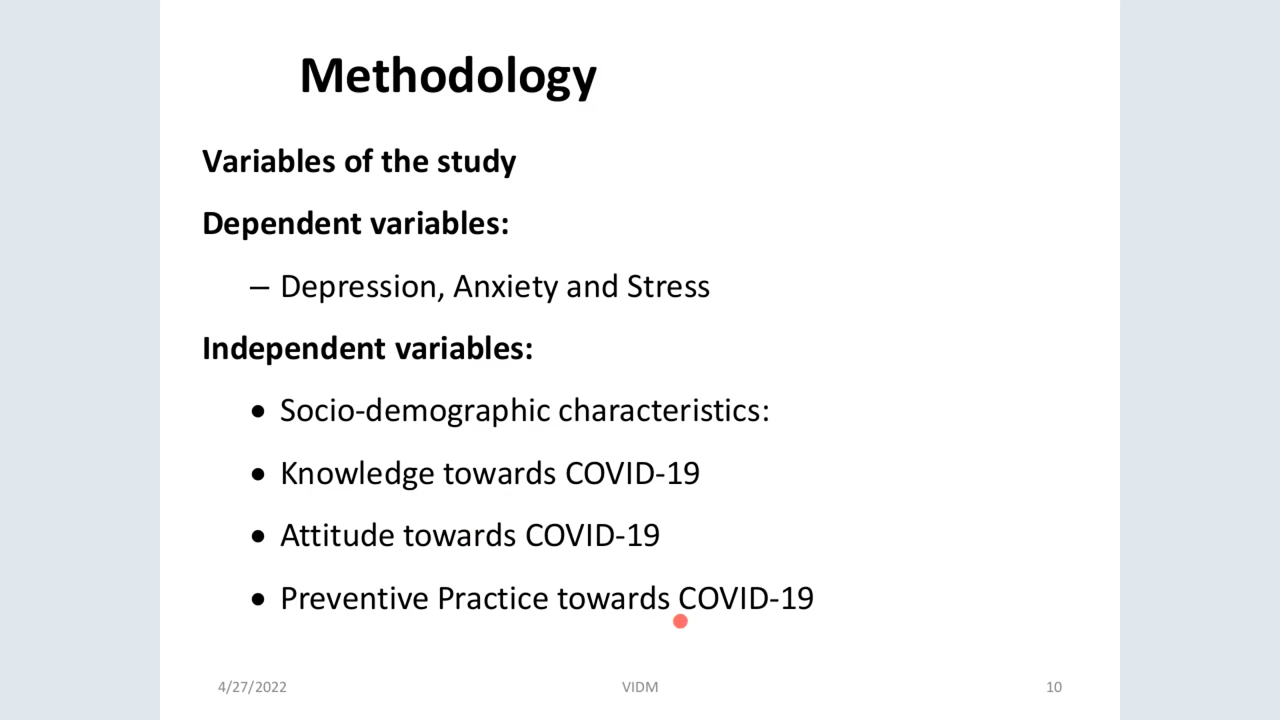 Methodology
Variables of the study
Dependent variables:
– Depression, Anxiety and Stress
Independent variables:
• Socio-demographic characteristics:
• Knowledge towards COVID-19
• Attitude towards COVID-19
• Preventive Practice towards COVID-19
4/27/2022 VIDM 10